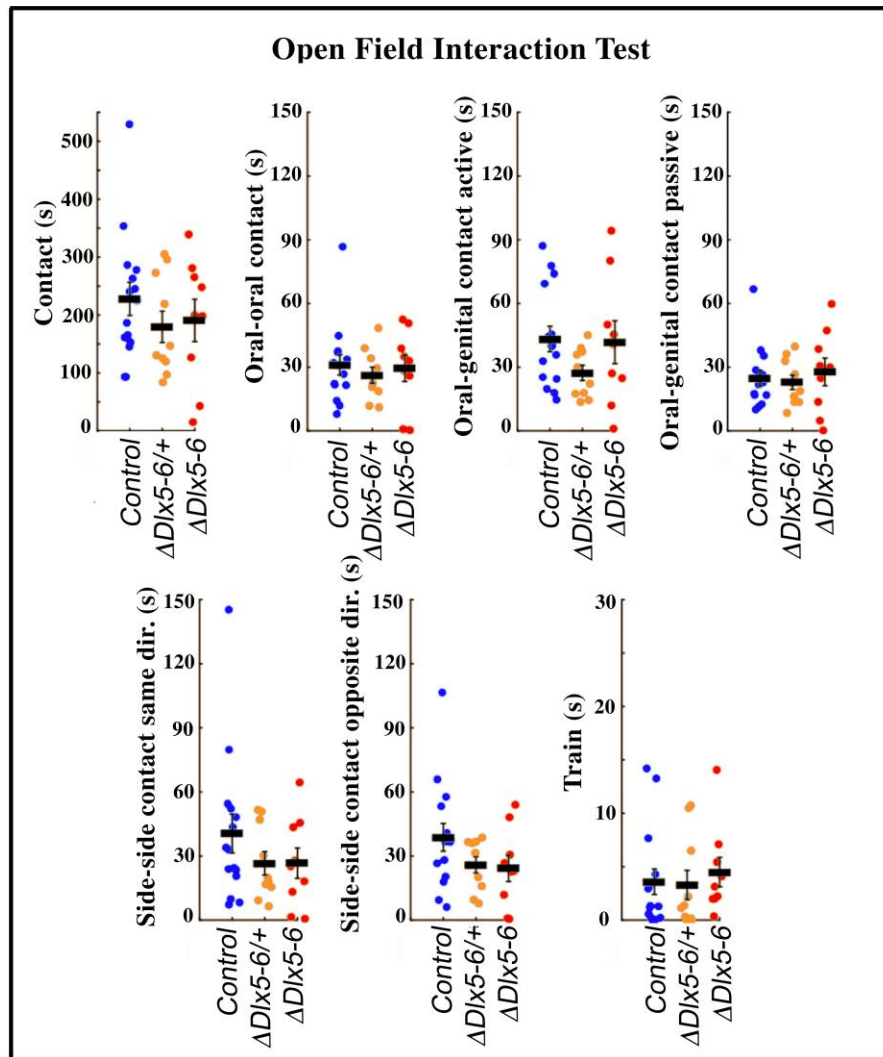 Open Field Interaction Test
Contact (s)
500
400
300
200
100
0
Control
ΔDlx5-6/+
ΔDlx5-6
Oral-oral contact (s)
150
120
90
60
30
0
Control
ΔDlx5-6/+
ΔDlx5-6
Oral-genital contact active (s)
150
120
90
60
30
0
Control
ΔDlx5-6/+
ΔDlx5-6
Oral-genital contact passive (s)
150
120
90
60
30
0
Control
ΔDlx5-6/+
ΔDlx5-6
Side-side contact same dir. (s)
150
120
90
60
30
0
Control
ΔDlx5-6/+
ΔDlx5-6
Side-side contact opposite dir. (s)
150
120
90
60
30
0
Control
ΔDlx5-6/+
ΔDlx5-6
Train (s)
30
20
10
0
Control
ΔDlx5-6/+
ΔDlx5-6